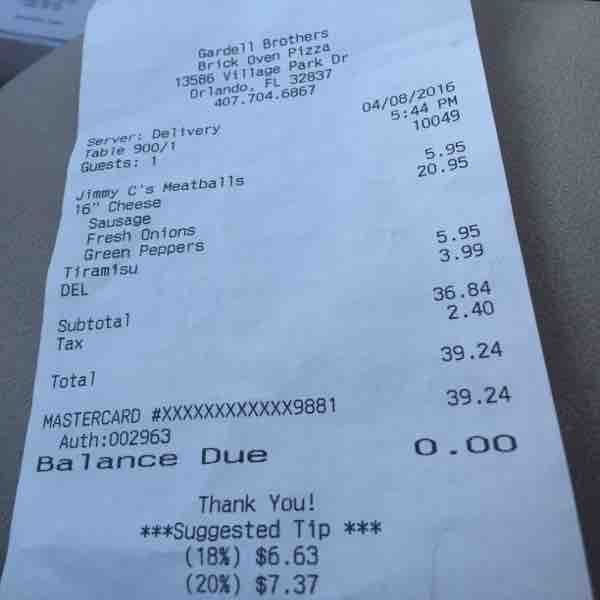 Gardell Brothers
Brick Oven Pizza
13586 Village Park Dr
Orlando, FL 32837
407.704.6867
Server: Delivery 04/08/2016
Table 900/1 5:44 PM
Guests: 1 10049
Jimmy C's Meatballs 5.95
16" Cheese 20.95
Sausage
Fresh Onions
Green Peppers
Tiramisu 5.95
DEL 3.99
Subtotal 36.84
Tax 2.40
Total 39.24
MASTERCARD #XXXXXXXXXXXX9881 39.24
Auth:002963
Balance Due 0.00
Thank You!
***Suggested Tip ***
(18%) $6.63
(20%) $7.37